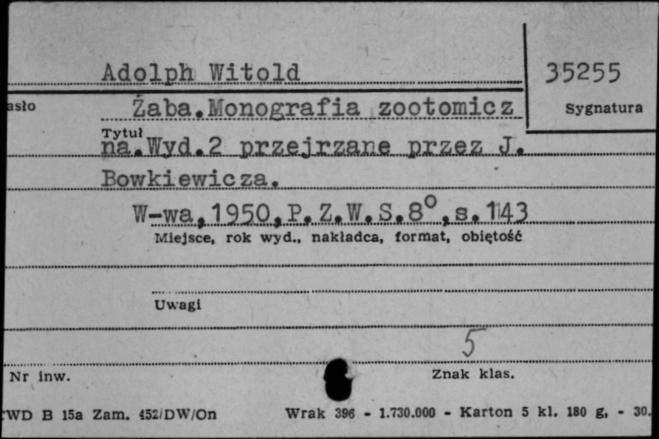 Adolph Witold
35255
asło
Żaba.Monografia zootomicz
Sygnatura
Tytuł
na.Wyd.2 przejrzane przez J.
Bowkiewicza.
W-wa,1950,P.Z.W.S.8°,s.143
Miejsce, rok wyd., nakładca, format, obiętość
Uwagi
5
Nr inw.
Znak klas.
WD B 15a Zam. 452/DW/On Wrak 396 - 1.730.000 - Karton 5 kl. 180 g, - 30.